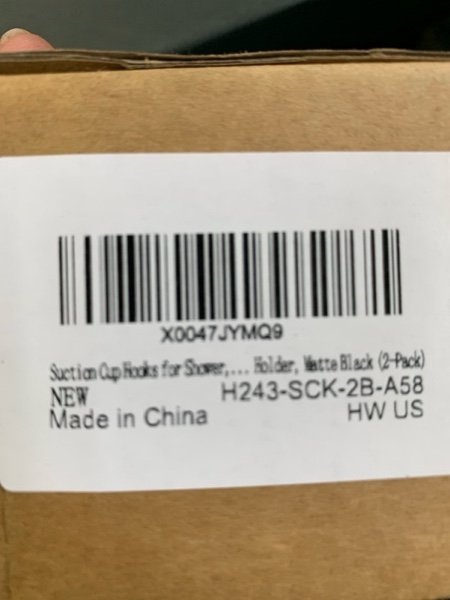 X0047JYMQ9
Suction Cup Hooks for Shower,... Holder, Matte Black (2-Pack)
NEW H243-SCK-2B-A58
Made in China HW US